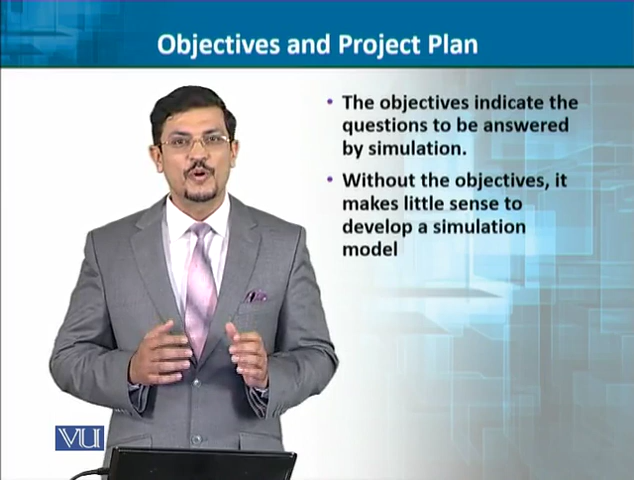 Objectives and Project Plan
• The objectives indicate the
questions to be answered
by simulation.
• Without the objectives, it
makes little sense to
develop a simulation
model
VU